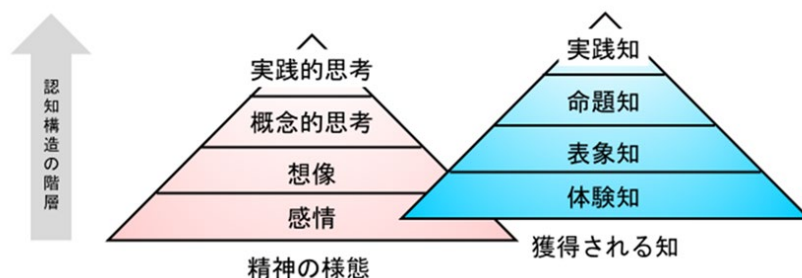 認知構造の階層
実践的思考
概念的思考
想像
感情
精神の様態
実践知
命題知
表象知
体験知
獲得される知